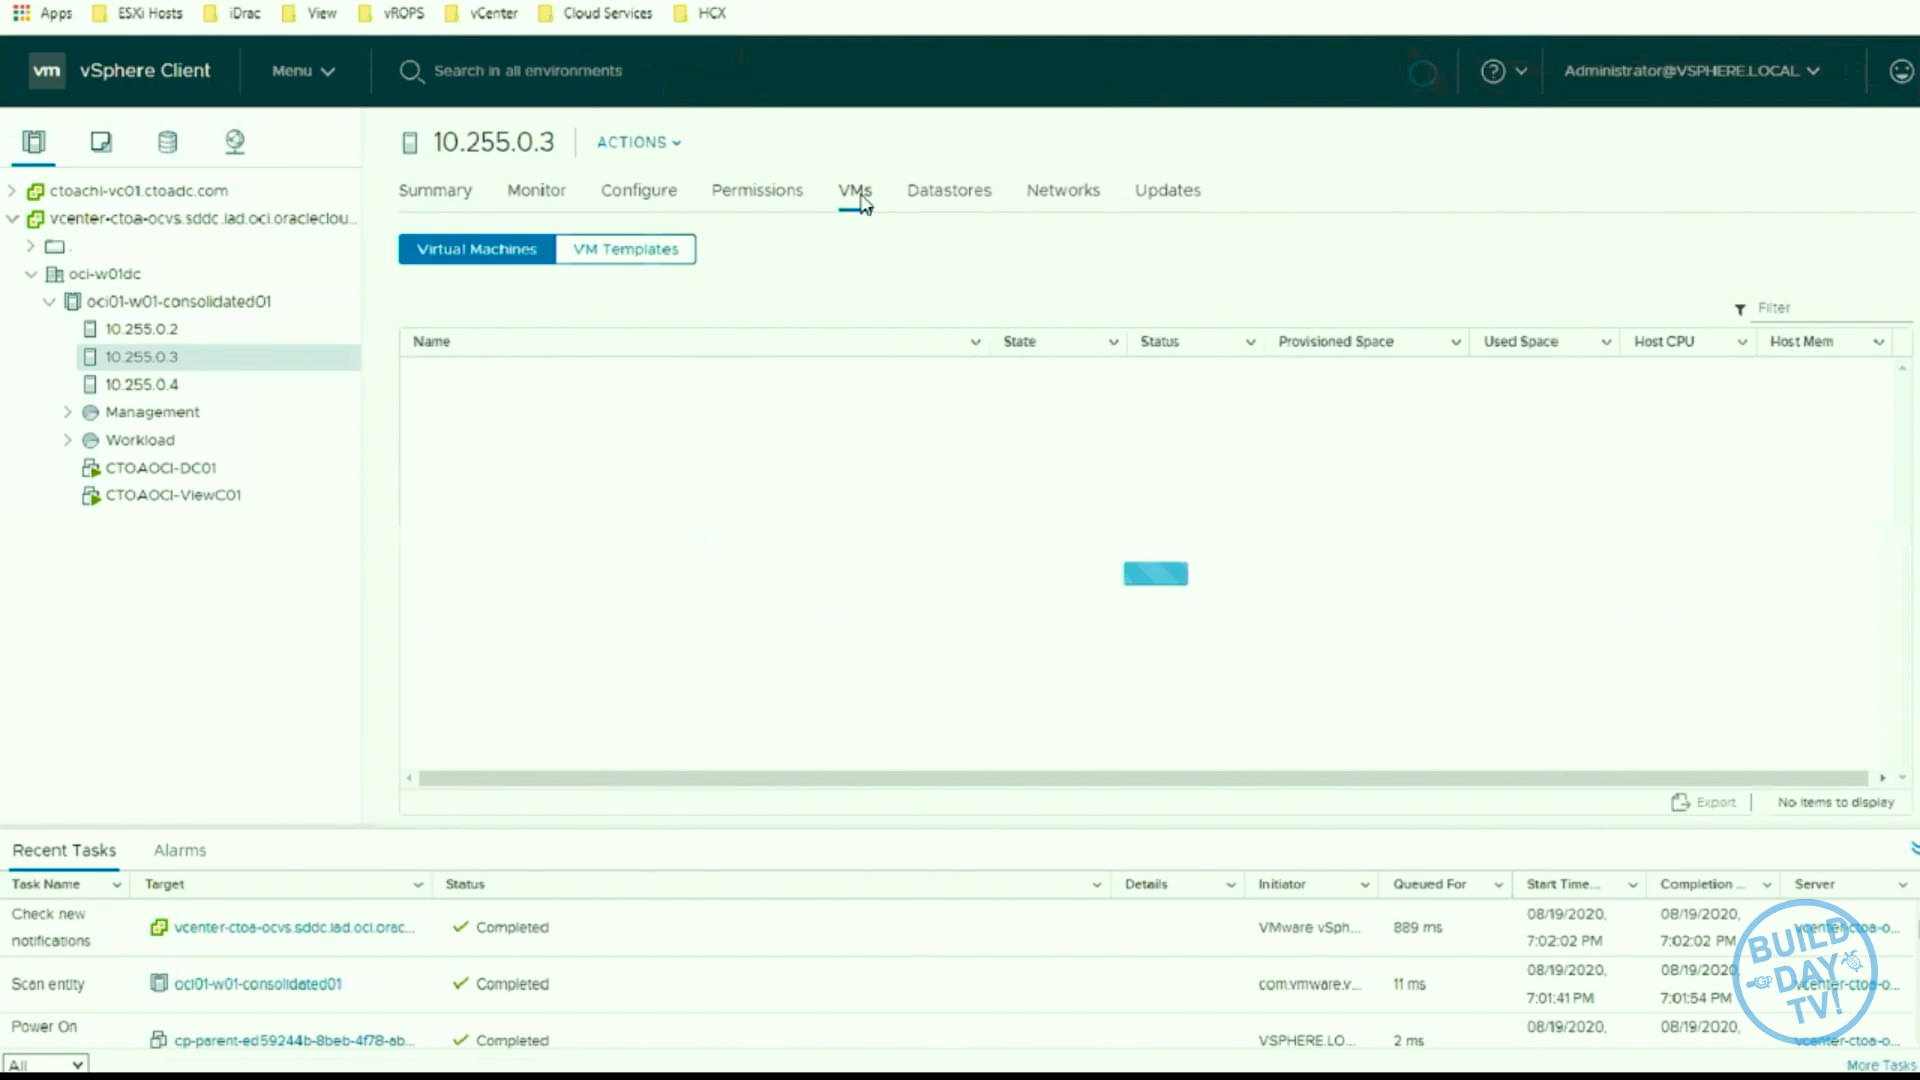 Apps ESXi Hosts iDrac View vROPS vCenter Cloud Services HCX
vm vSphere Client Menu Search in all environments Administrator@VSPHERE.LOCAL
10.255.0.3 ACTIONS
Summary Monitor Configure Permissions VMs Datastores Networks Updates
ctoachi-vc01.ctoadc.com
vcenter-ctoa-ocvs.sddc.iad.oci.oracleclou...
.
oci-w01dc
oci01-w01-consolidated01
10.255.0.2
10.255.0.3
10.255.0.4
Management
Workload
CTOAOCI-DC01
CTOAOCI-ViewC01
Virtual Machines VM Templates
Filter
Name State Status Provisioned Space Used Space Host CPU Host Mem
Export No items to display
Recent Tasks Alarms
Task Name Target Status Details Initiator Queued For Start Time... Completion ... Server
Check new
notifications
vcenter-ctoa-ocvs.sddc.iad.oci.orac... Completed VMware vSph... 889 ms
08/19/2020,
7:02:02 PM
08/19/2020,
7:02:02 PM
vcenter-ctoa-o...
Scan entity oci01-w01-consolidated01 Completed com.vmware.v... 11 ms
08/19/2020,
7:01:41 PM
08/19/2020,
7:01:54 PM
vcenter-ctoa-o...
Power On cp-parent-ed59244b-8beb-4f78-ab... Completed VSPHERE.LO... 2 ms
08/19/2020,
08/19/2020,
vcenter-ctoa-o...
All
More Tasks
BUILD
DAY
TV!